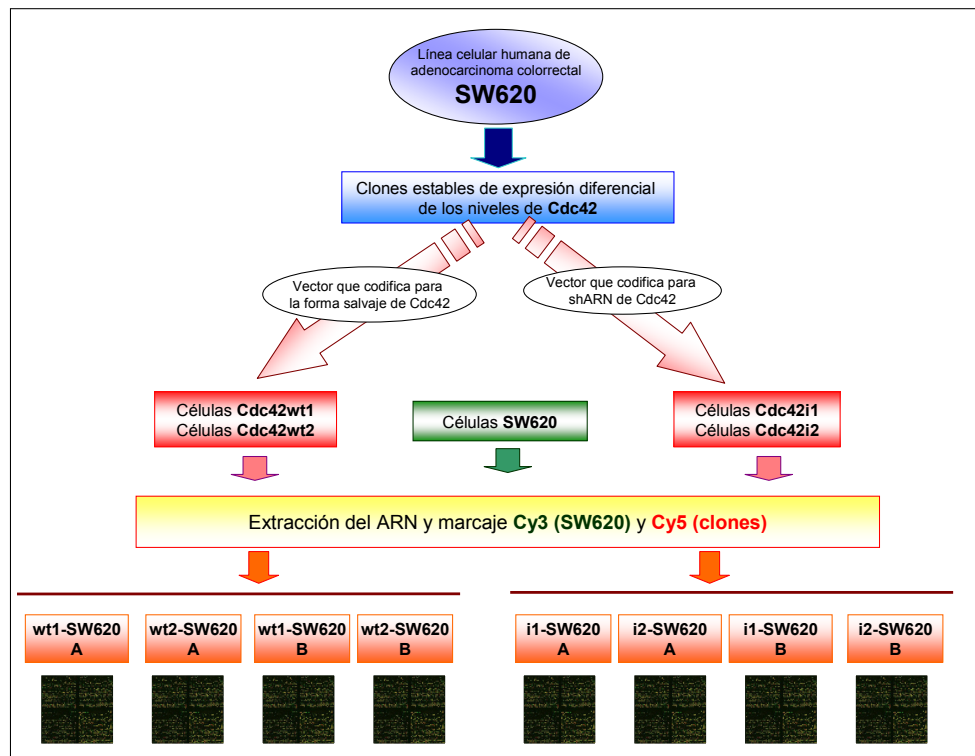 Línea celular humana de
adenocarcinoma colorrectal
SW620
Clones estables de expresión diferencial
de los niveles de Cdc42
Vector que codifica para
la forma salvaje de Cdc42
Vector que codifica para
shARN de Cdc42
Células Cdc42wt1
Células Cdc42wt2
Células SW620
Células Cdc42i1
Células Cdc42i2
Extracción del ARN y marcaje Cy3 (SW620) y Cy5 (clones)
wt1-SW620
A
wt2-SW620
A
wt1-SW620
B
wt2-SW620
B
i1-SW620
A
i2-SW620
A
i1-SW620
B
i2-SW620
B